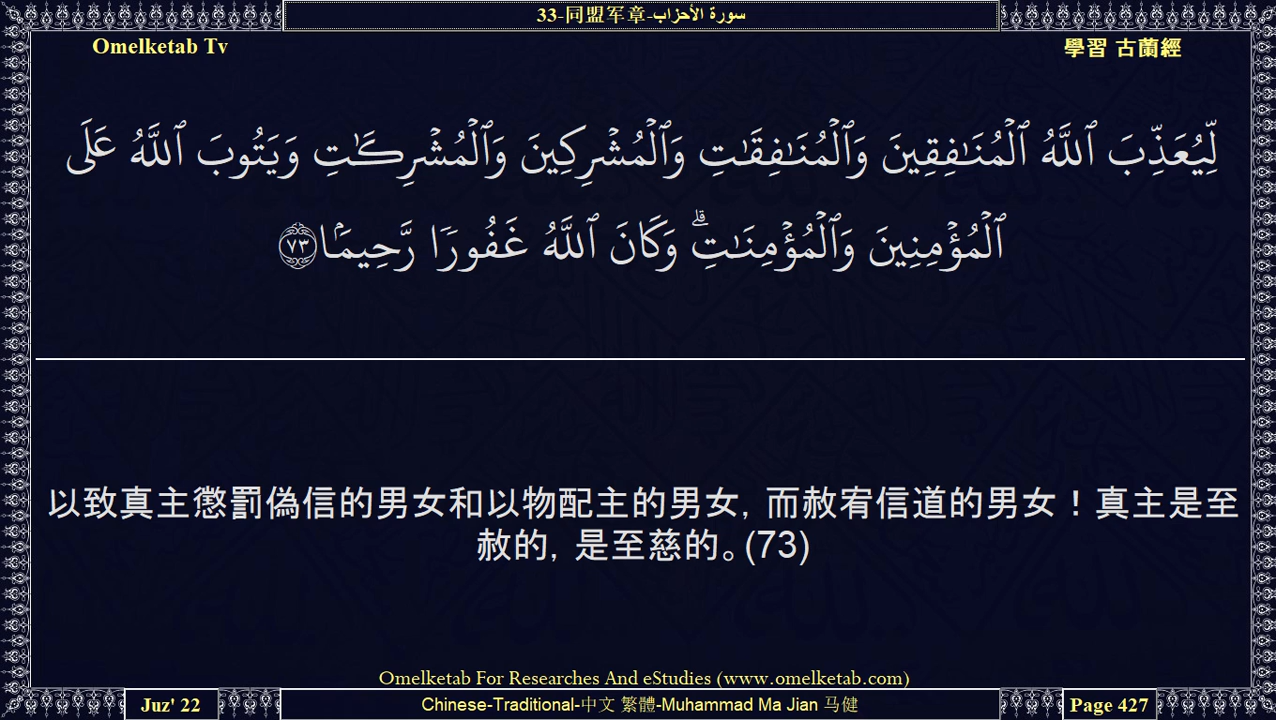 33-同盟军章-سورة الأحزاب
Omelketab Tv
學習 古蘭經
لِّيُعَذِّبَ ٱللَّهُ ٱلْمُنَـٰفِقِينَ وَٱلْمُنَـٰفِقَـٰتِ وَٱلْمُشْرِكِينَ وَٱلْمُشْرِكَـٰتِ وَيَتُوبَ ٱللَّهُ عَلَى
ٱلْمُؤْمِنِينَ وَٱلْمُؤْمِنَـٰتِ ۗ وَكَانَ ٱللَّهُ غَفُورًا رَّحِيمًۢا ٧٣
以致真主懲罰偽信的男女和以物配主的男女，而赦宥信道的男女！真主是至
赦的，是至慈的。(73)
Omelketab For Researches And eStudies (www.omelketab.com)
Juz' 22
Chinese-Traditional-中文 繁體-Muhammad Ma Jian 马健
Page 427